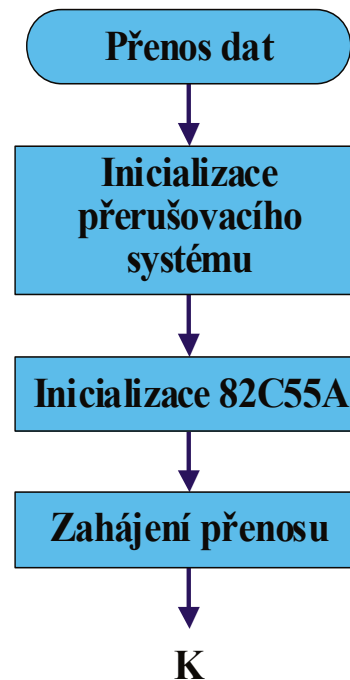 Přenos dat
Inicializace
přerušovacího
systému
Inicializace 82C55A
Zahájení přenosu
K